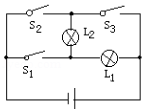 S₂ S₃
L₂
S₁ L₁